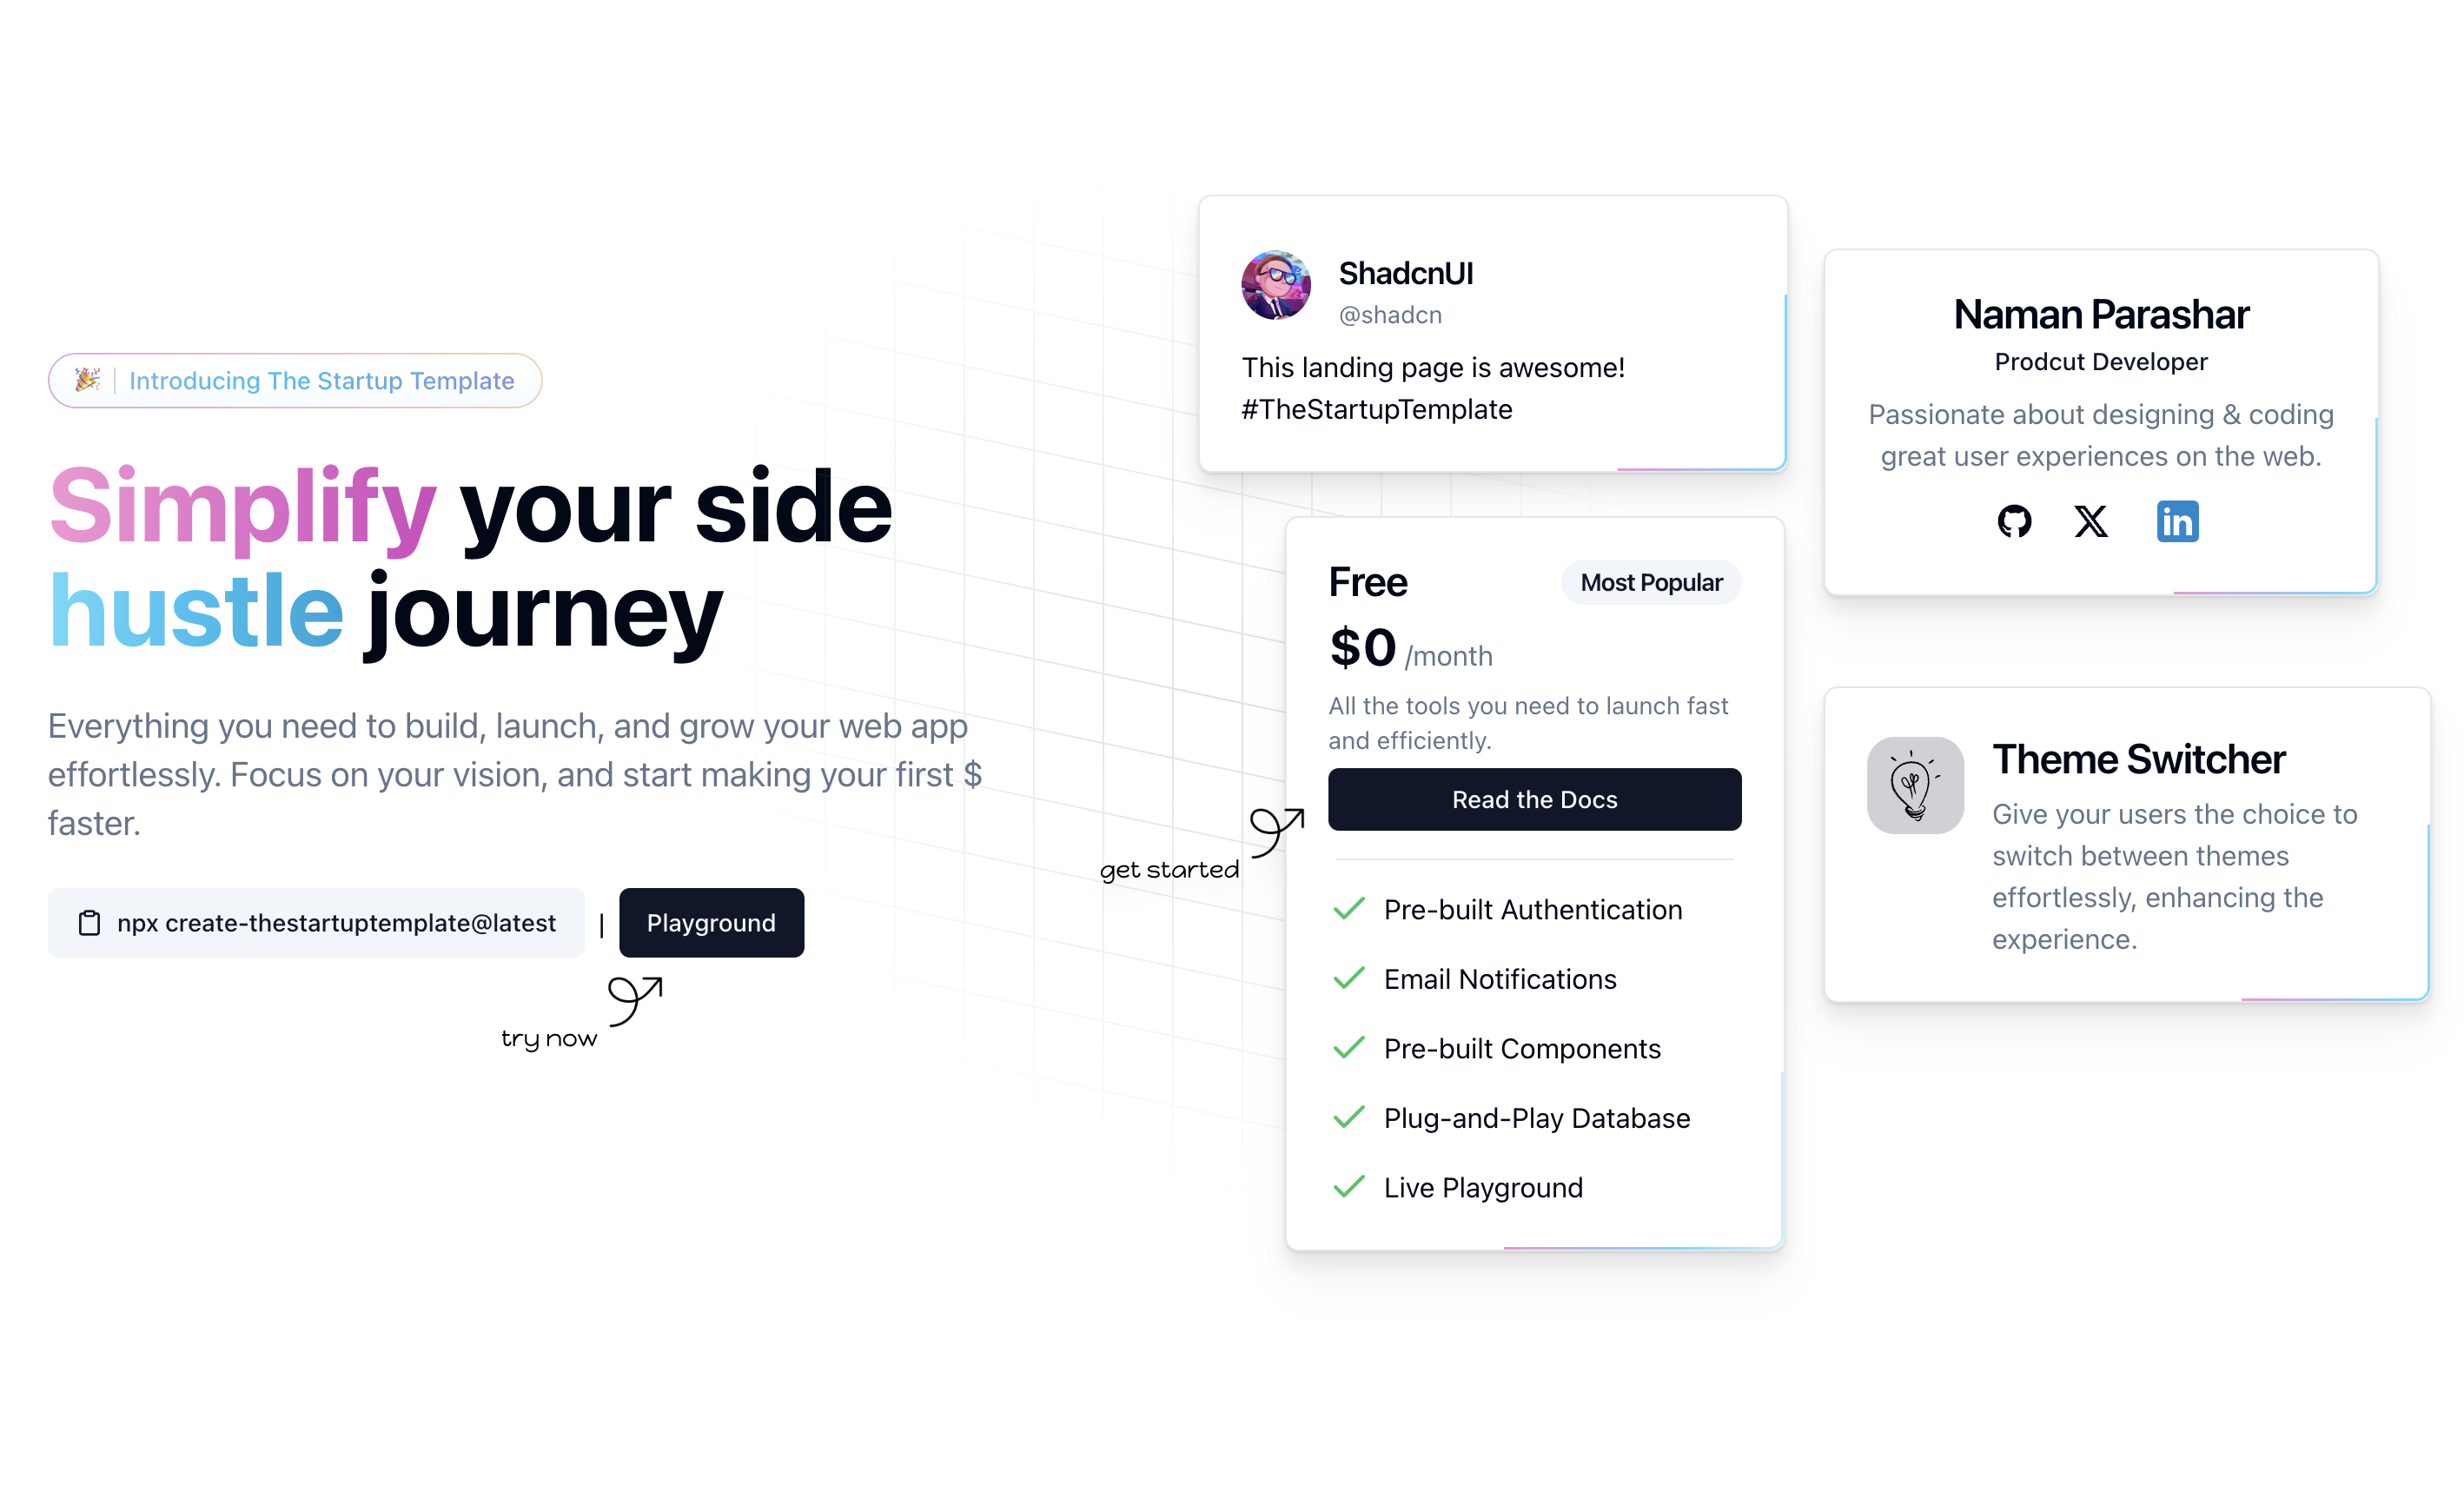 🎉 | Introducing The Startup Template
Simplify your side
hustle journey
Everything you need to build, launch, and grow your web app
effortlessly. Focus on your vision, and start making your first $
faster.
npx create-thestartuptemplate@latest | Playground
try now
ShadcnUI
@shadcn
This landing page is awesome!
#TheStartupTemplate
Free
Most Popular
$0 /month
All the tools you need to launch fast
and efficiently.
Read the Docs
get started
Pre-built Authentication
Email Notifications
Pre-built Components
Plug-and-Play Database
Live Playground
Naman Parashar
Prodcut Developer
Passionate about designing & coding
great user experiences on the web.
in
Theme Switcher
Give your users the choice to
switch between themes
effortlessly, enhancing the
experience.